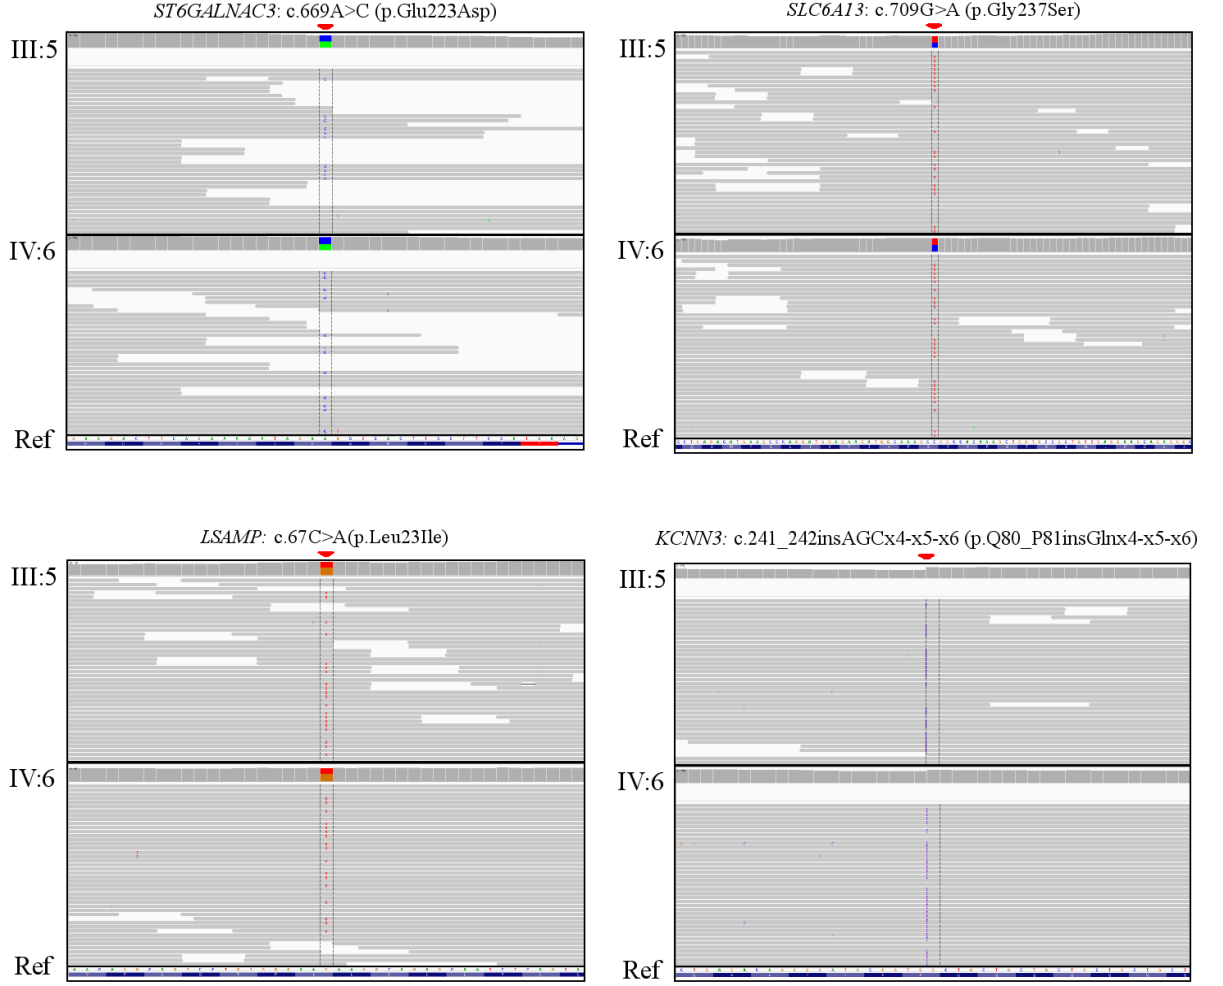 ST6GALNAC3: c.669A>C (p.Glu223Asp)
III:5
IV:6
Ref
SLC6A13: c.709G>A (p.Gly237Ser)
III:5
IV:6
Ref
LSAMP: c.67C>A(p.Leu23Ile)
III:5
IV:6
Ref
KCNN3: c.241_242insAGCx4-x5-x6 (p.Q80_P81insGlnx4-x5-x6)
III:5
IV:6
Ref